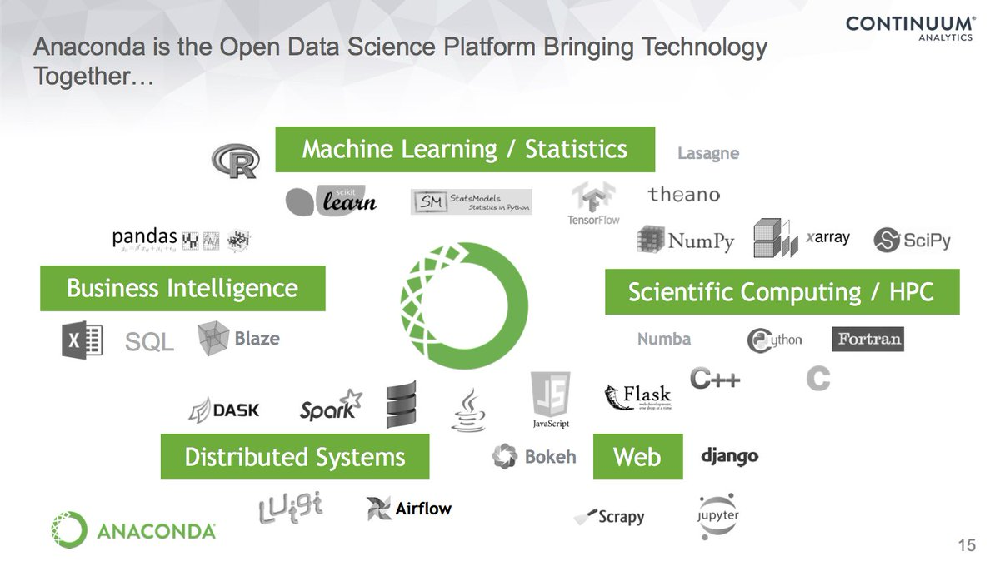 CONTINUUM®
ANALYTICS
Anaconda is the Open Data Science Platform Bringing Technology
Together…
R
Machine Learning / Statistics
Lasagne
scikit
learn
SM
StatsModels
Statistics in Python
TensorFlow
theano
pandas
NumPy
xarray
SciPy
Business Intelligence
Scientific Computing / HPC
X
SQL
Blaze
Numba
Cython
Fortran
C++
C
DASK
Spark
JS
JavaScript
Flask
web development,
one drop at a time
Distributed Systems
Bokeh
Web
django
Luigi
Airflow
Scrapy
jupyter
ANACONDA®
15